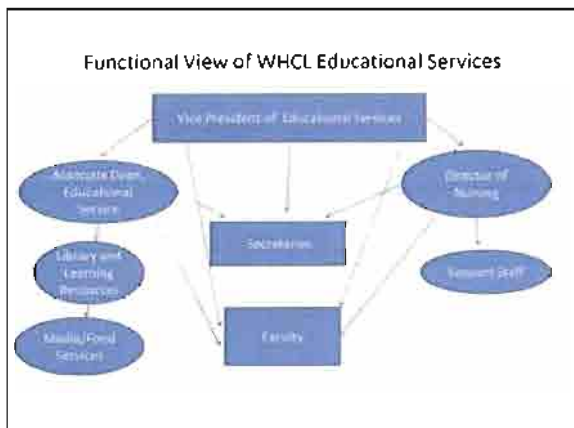 Functional View of WHCL Educational Services
Vice President of Educational Services
Associate Dean
Educational
Service
Director of
Nursing
Secretaries
Library and
Learning
Resources
Support Staff
Media/Food
Services
Faculty